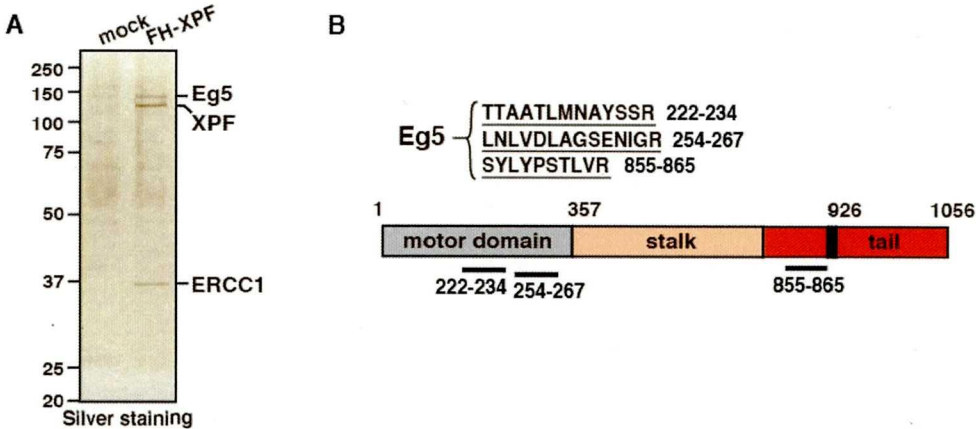 A
mock
FH-XPF
250
150
100
75
50
37
25
20
Eg5
XPF
ERCC1
Silver staining
B
Eg5
TTAATLMNAYSSR 222-234
LNLVDLAGSENIGR 254-267
SYLYPSTLVR 855-865
1 357 926 1056
motor domain stalk tail
222-234 254-267 855-865